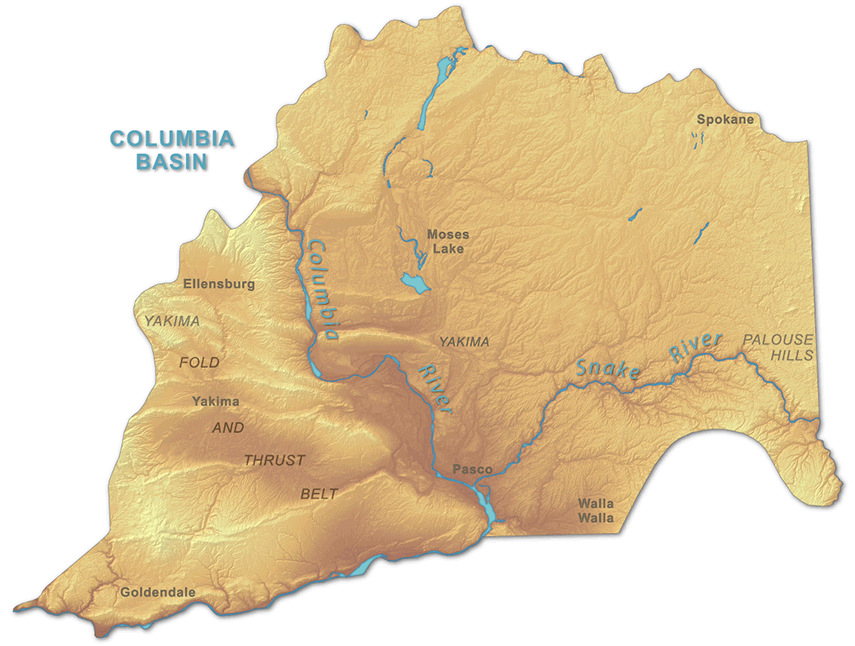 COLUMBIA
BASIN
Spokane
Moses
Lake
Ellensburg
Columbia
River
YAKIMA
FOLD
YAKIMA
Snake River
PALOUSE
HILLS
Yakima
AND
THRUST
BELT
Pasco
Walla
Walla
Goldendale